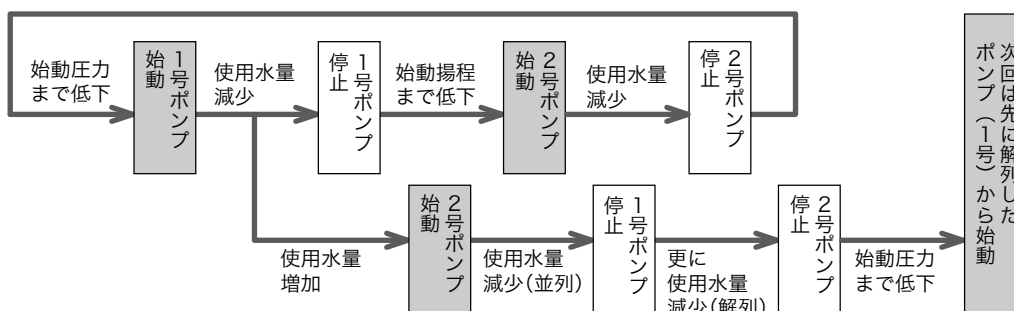 始動圧力
まで低下
1号ポンプ
始動
使用水量
減少
1号ポンプ
停止
始動揚程
まで低下
2号ポンプ
始動
使用水量
減少
2号ポンプ
停止
使用水量
増加
2号ポンプ
始動
使用水量
減少(並列)
1号ポンプ
停止
更に
使用水量
減少(解列)
2号ポンプ
停止
始動圧力
まで低下
次回は先に解列した
ポンプ(1号)から始動